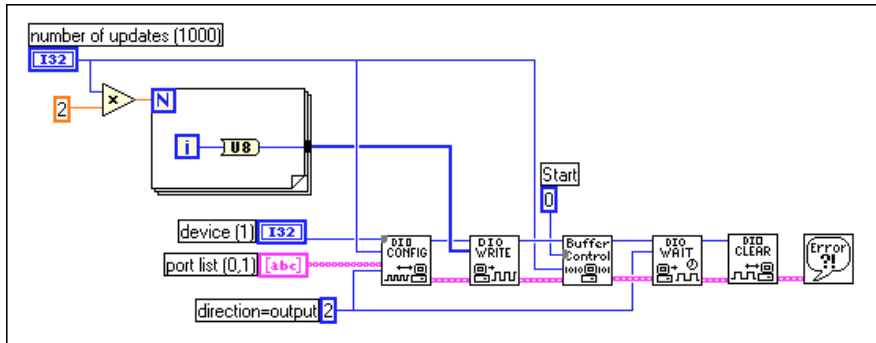 number of updates (1000)
I32
2
x
N
i
U8
Start
0
device (1)
I32
DIO CONFIG
DIO WRITE
Buffer Control
DIO WAIT
DIO CLEAR
Error ?!
port list (0,1)
[abc]
direction=output
2